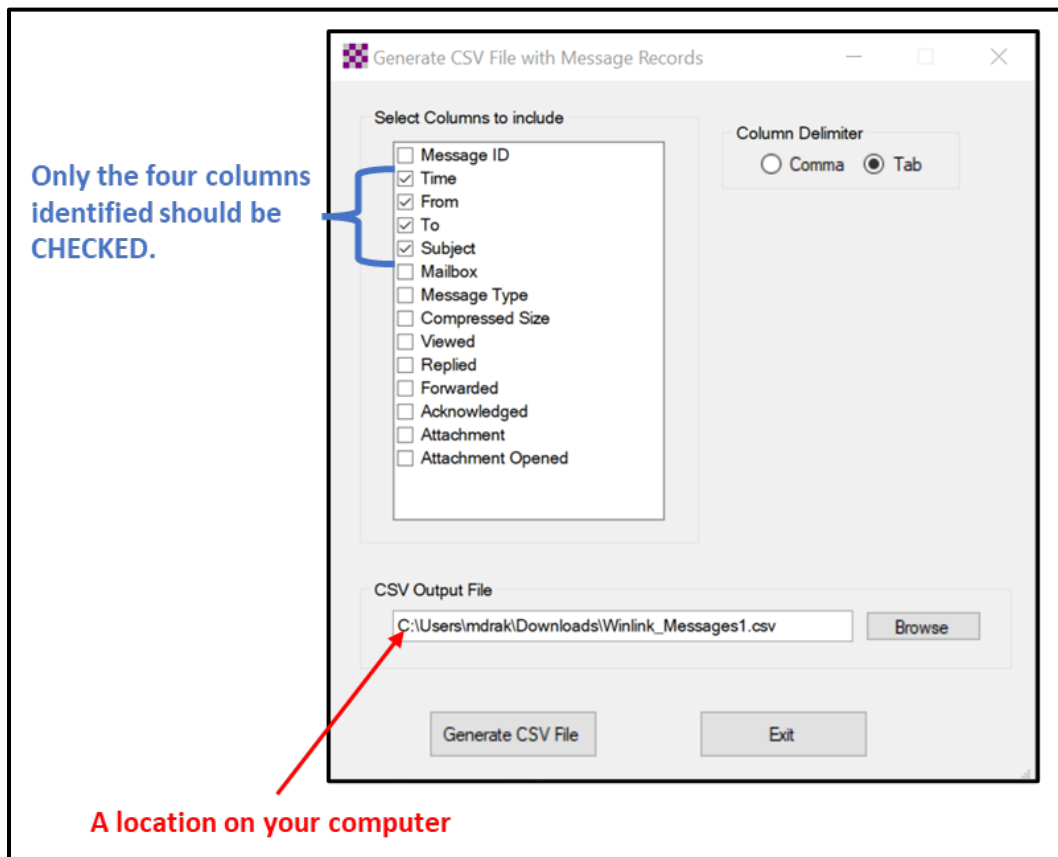 Generate CSV File with Message Records
Select Columns to include
Message ID
Time
From
To
Subject
Mailbox
Message Type
Compressed Size
Viewed
Replied
Forwarded
Acknowledged
Attachment
Attachment Opened
Column Delimiter
Comma Tab
Only the four columns
identified should be
CHECKED.
CSV Output File
C:\Users\mdrak\Downloads\Winlink_Messages1.csv Browse
Generate CSV File Exit
A location on your computer